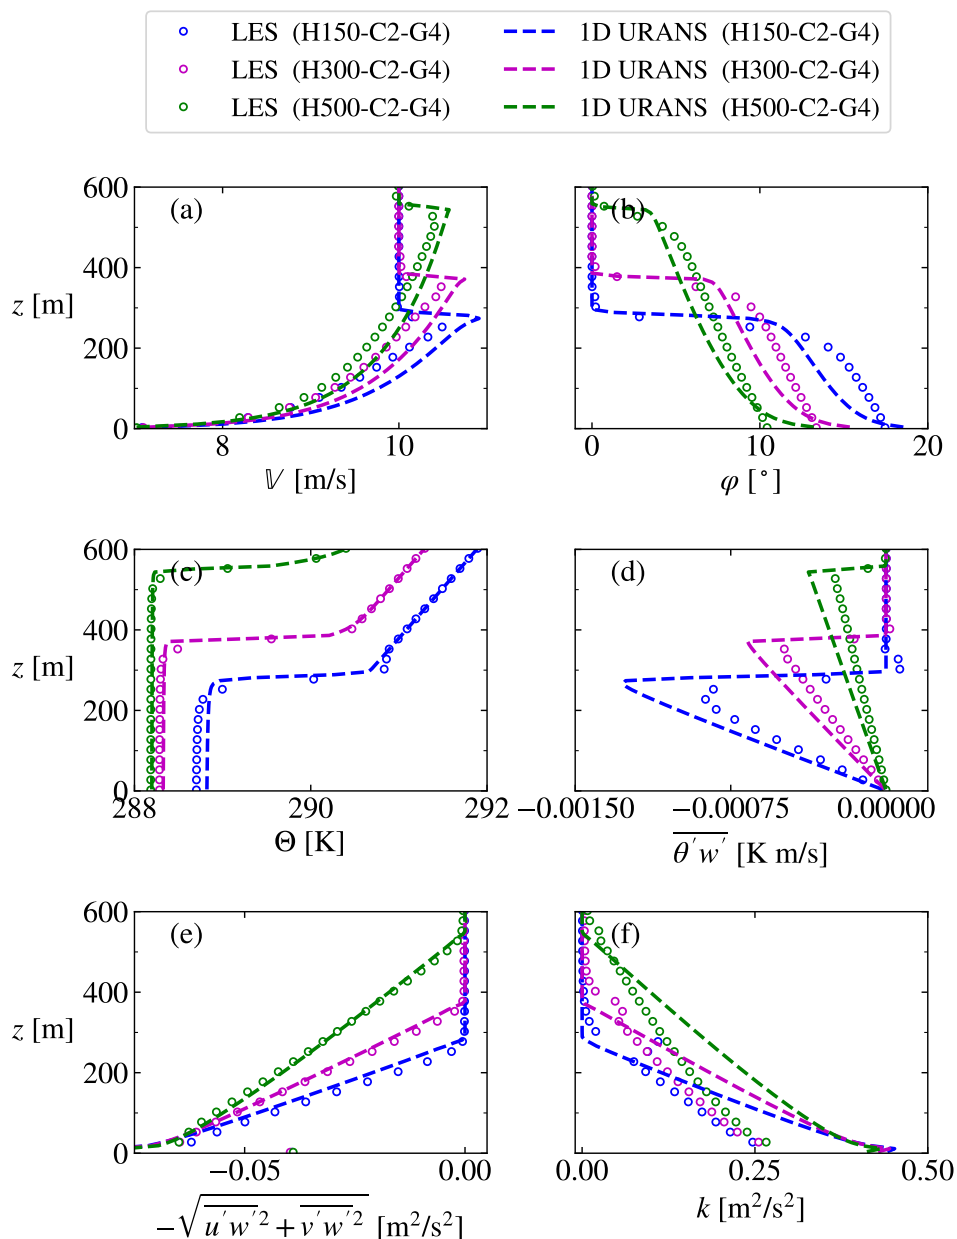 LES (H150-C2-G4) 1D URANS (H150-C2-G4)
LES (H300-C2-G4) 1D URANS (H300-C2-G4)
LES (H500-C2-G4) 1D URANS (H500-C2-G4)
600
400
200
0
z [m]
(a)
8 10
𝕍 [m/s]
(b)
0 10 20
φ [°]
600
400
200
0
z [m]
(c)
288 290 292
Θ [K]
(d)
−0.00150 −0.00075 0.00000
θ′w′ [K m/s]
600
400
200
0
z [m]
(e)
−0.05 0.00
−√u′w′² + v′w′² [m²/s²]
(f)
0.00 0.25 0.50
k [m²/s²]